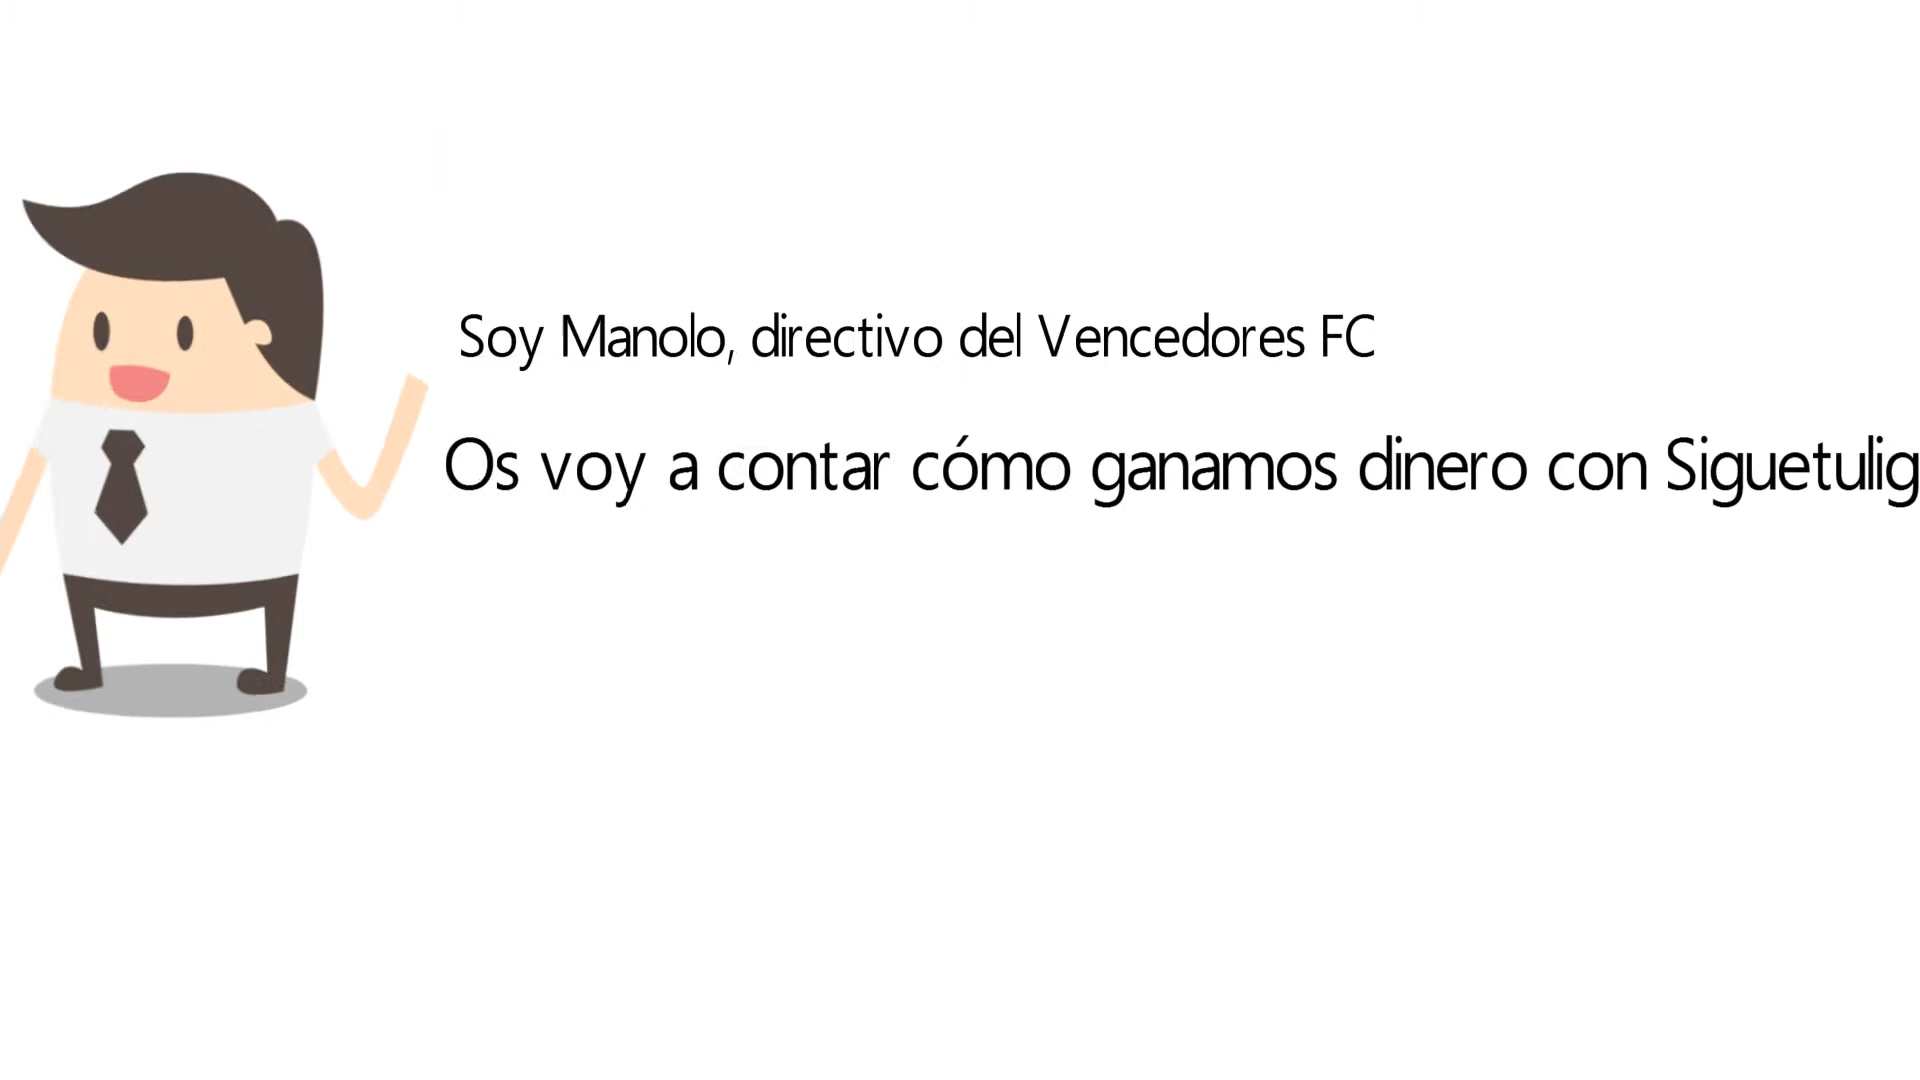 Soy Manolo, directivo del Vencedores FC
Os voy a contar cómo ganamos dinero con Siguetulig